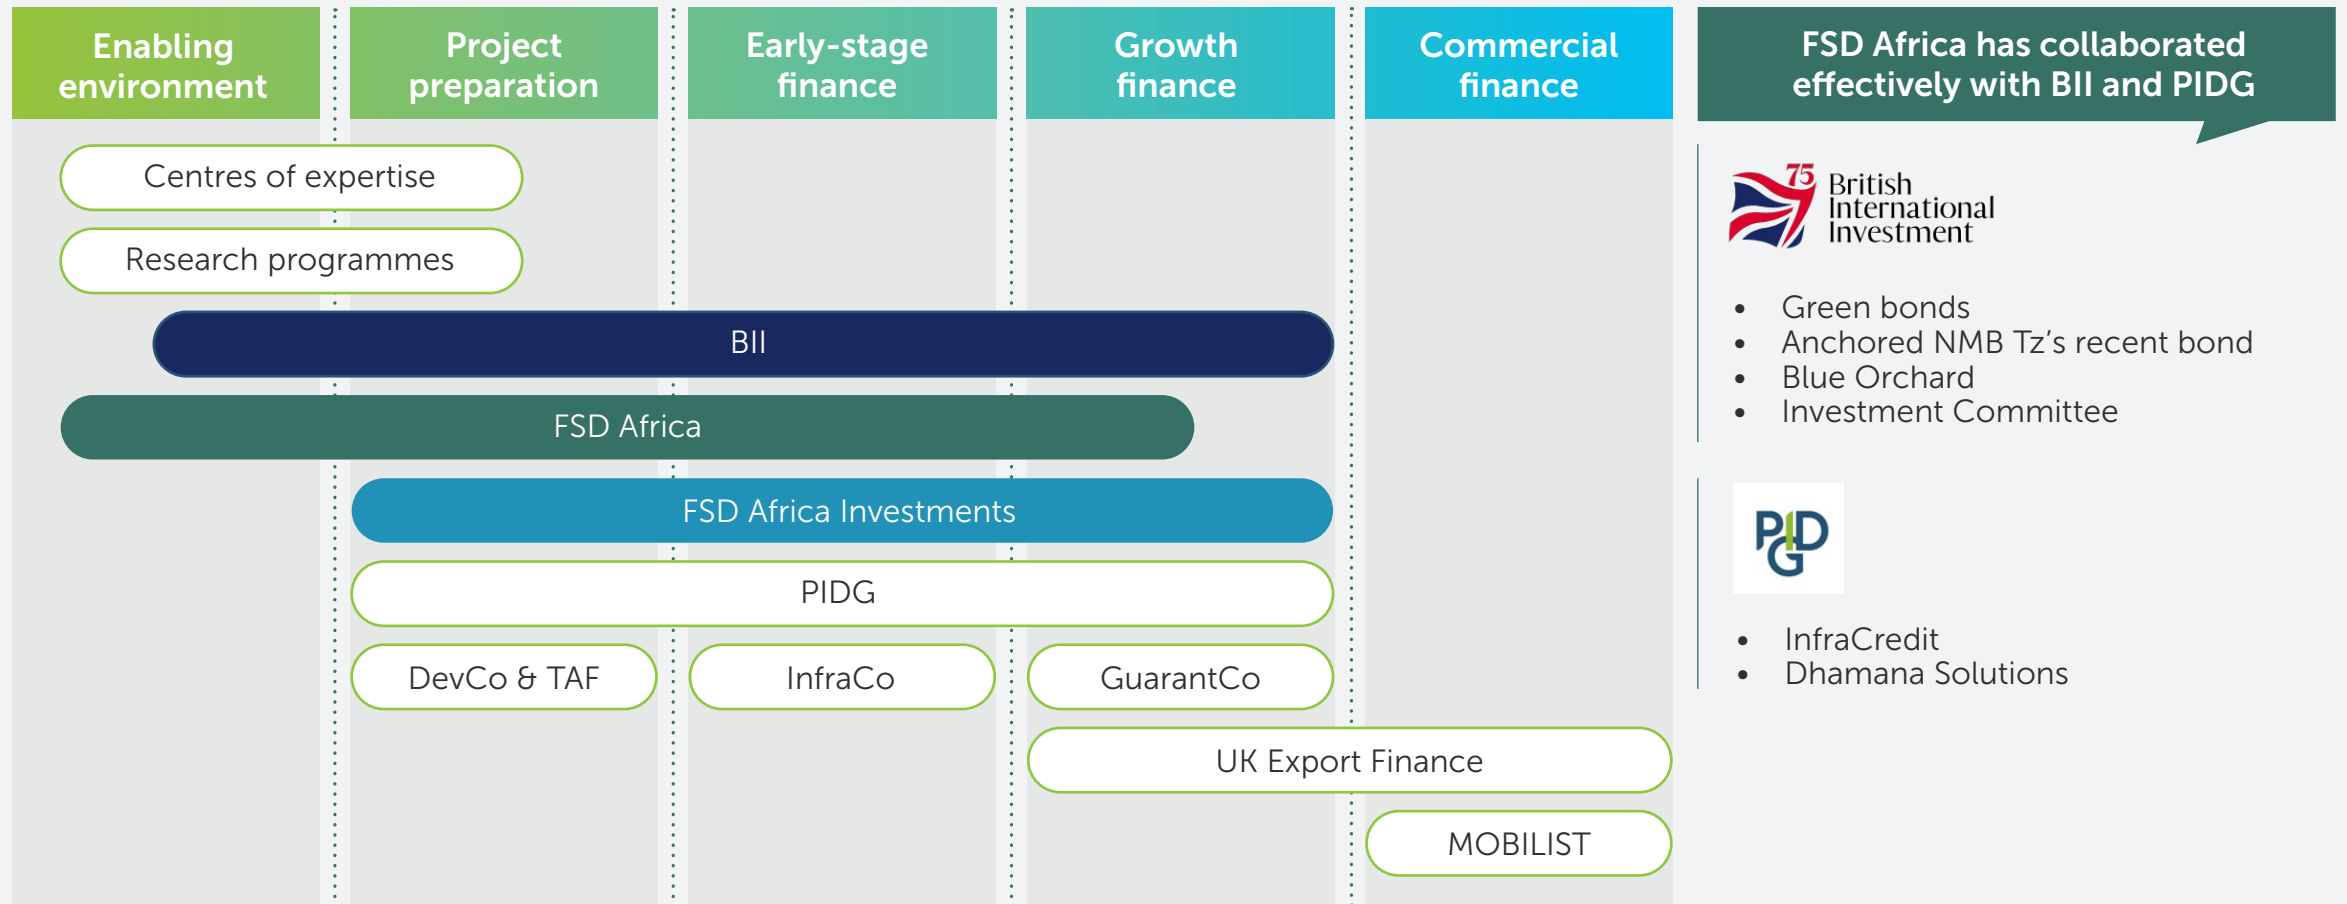 Enabling
environment
Project
preparation
Early-stage
finance
Growth
finance
Commercial
finance
Centres of expertise
Research programmes
BII
FSD Africa
FSD Africa Investments
PIDG
DevCo & TAF
InfraCo
GuarantCo
UK Export Finance
MOBILIST
FSD Africa has collaborated
effectively with BII and PIDG
75
British
International
Investment
• Green bonds
• Anchored NMB Tz’s recent bond
• Blue Orchard
• Investment Committee
PIDG
• InfraCredit
• Dhamana Solutions